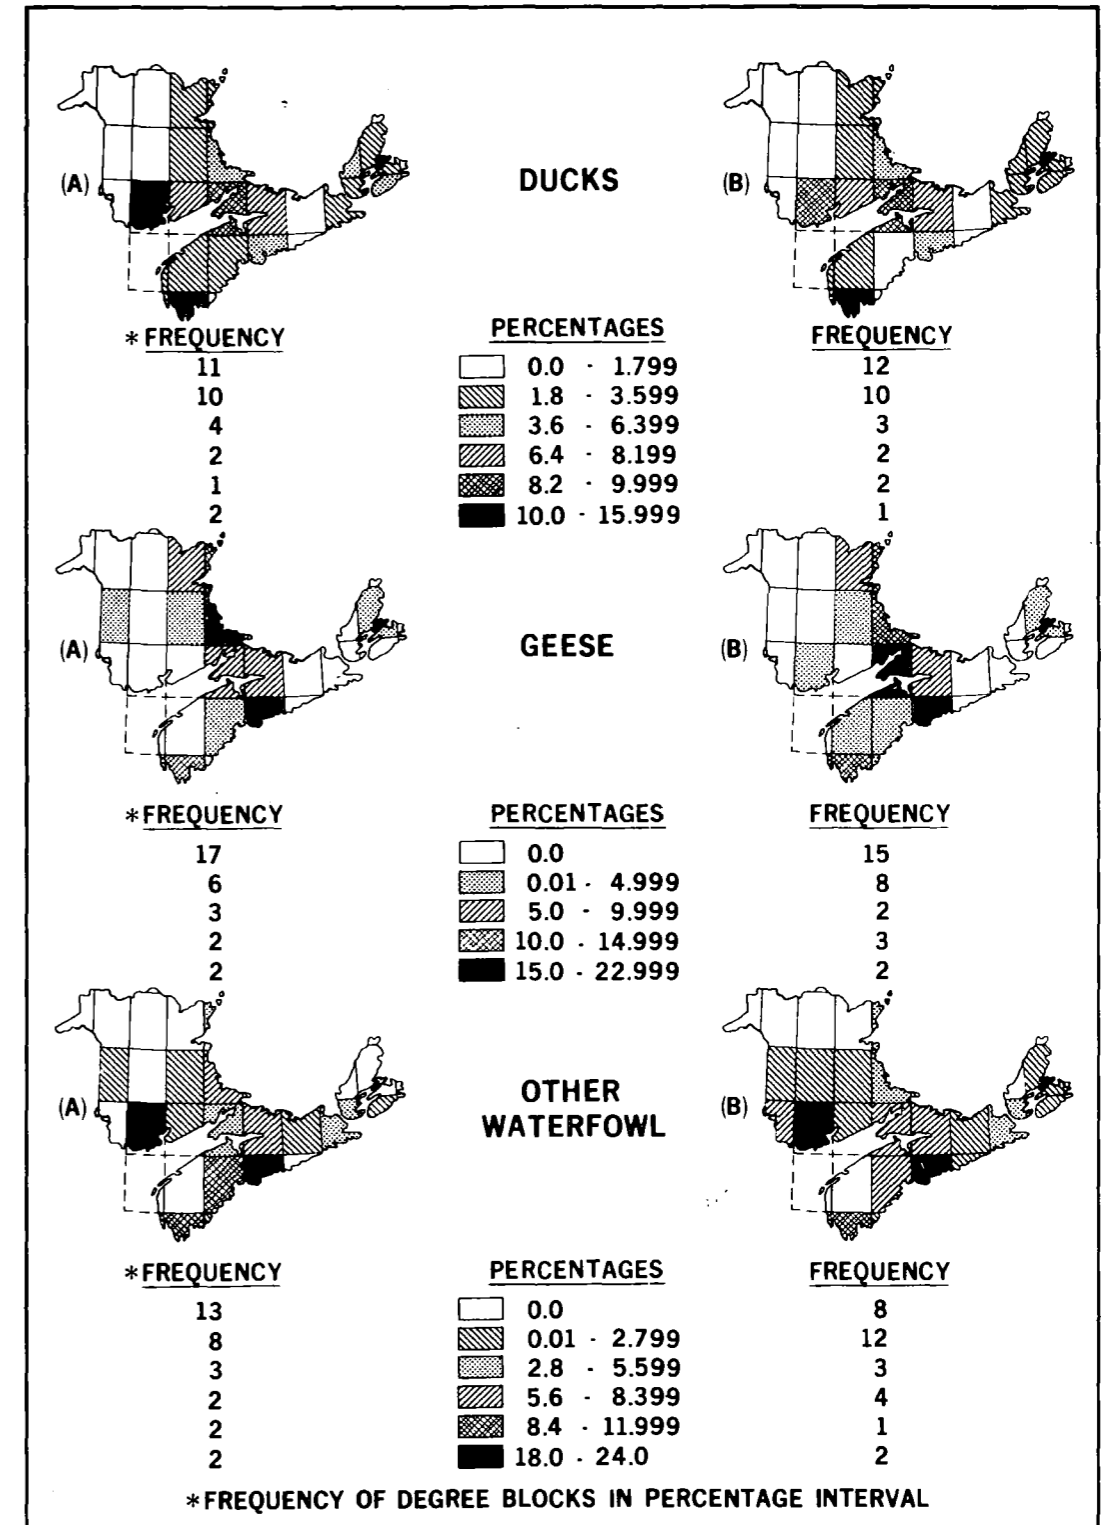 (A) DUCKS (B)
* FREQUENCY PERCENTAGES FREQUENCY
11 0.0 - 1.799 12
10 1.8 - 3.599 10
4 3.6 - 6.399 3
2 6.4 - 8.199 2
1 8.2 - 9.999 2
2 10.0 - 15.999 1
(A) GEESE (B)
* FREQUENCY PERCENTAGES FREQUENCY
17 0.0 15
6 0.01 - 4.999 8
3 5.0 - 9.999 2
2 10.0 - 14.999 3
2 15.0 - 22.999 2
(A) OTHER WATERFOWL (B)
* FREQUENCY PERCENTAGES FREQUENCY
13 0.0 8
8 0.01 - 2.799 12
3 2.8 - 5.599 3
2 5.6 - 8.399 4
2 8.4 - 11.999 1
2 18.0 - 24.0 2
* FREQUENCY OF DEGREE BLOCKS IN PERCENTAGE INTERVAL